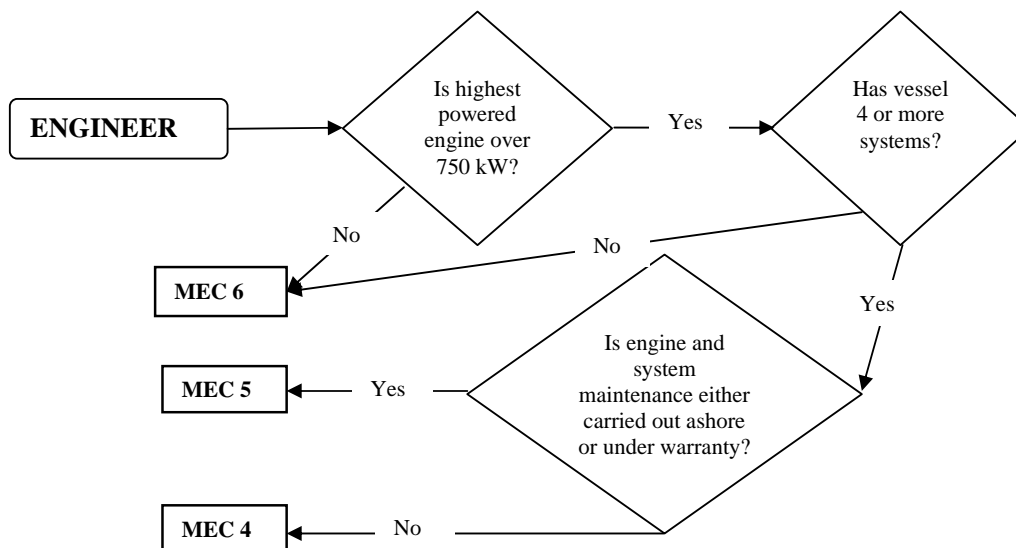 ENGINEER
Is highest
powered
engine over
750 kW?
Yes
Has vessel
4 or more
systems?
No
No
MEC 6
Yes
Is engine and
system
maintenance either
carried out ashore
or under warranty?
Yes
MEC 5
No
MEC 4